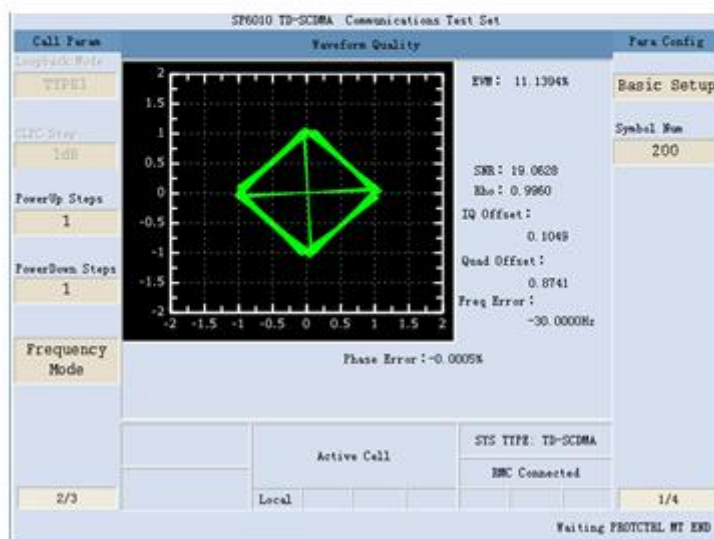 SP6010 TD-SCDMA Communications Test Set
Call Param
Waveform Quality
Para Config
Loopback Mode
TYPE1
CLPC Step
1dB
PowerUp Steps
1
PowerDown Steps
1
Frequency
Mode
2/3
2
1.5
1
0.5
0
-0.5
-1
-1.5
-2
-2 -1.5 -1 -0.5 0 0.5 1 1.5 2
EVM: 11.1394%
SNR: 19.0628
Rho: 0.9960
IQ Offset:
0.1049
Quad Offset:
0.8741
Freq Error:
-30.0000Hz
Phase Error:-0.0005%
Basic Setup
Symbol Num
200
Active Cell
SYS TYPE: TD-SCDMA
RMC Connected
Local
1/4
Waiting PROTCTRL MT END